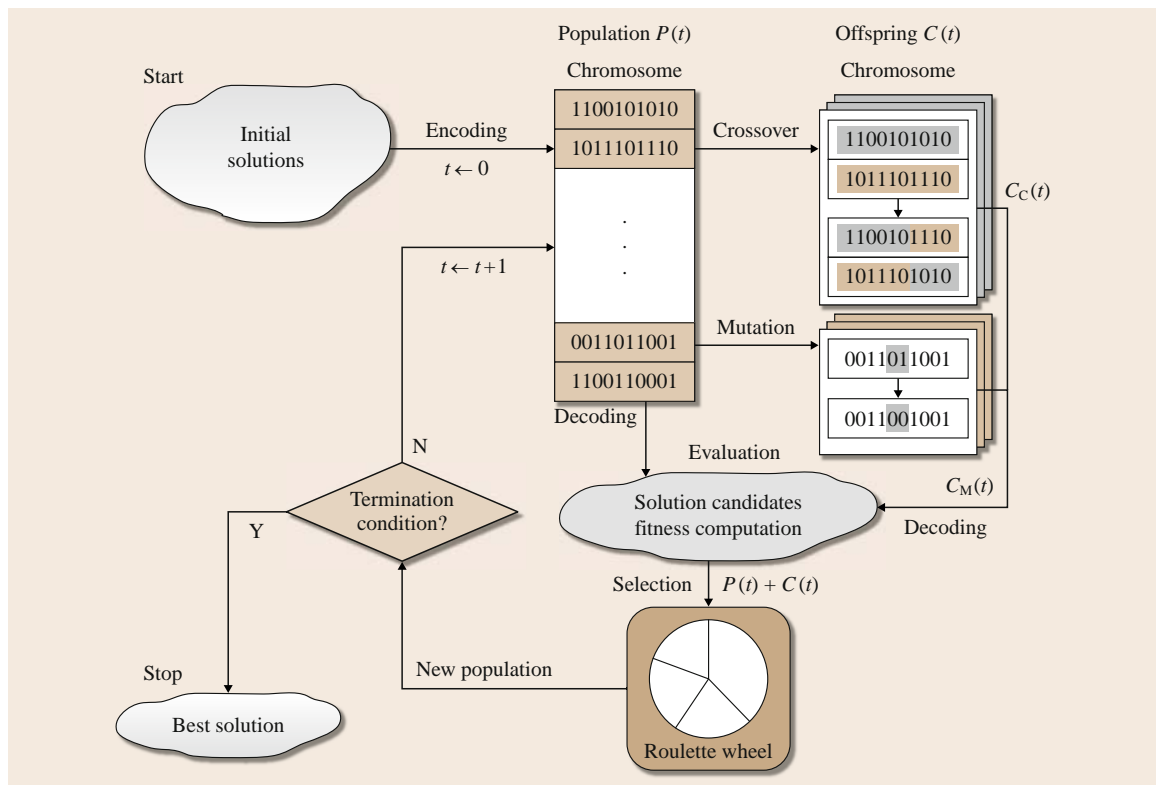 Population P(t)
Offspring C(t)
Start
Chromosome
Chromosome
Initial
solutions
Encoding
t ← 0
1100101010
1011101110
.
.
.
0011011001
1100110001
Crossover
1100101010
1011101110
1100101110
1011101010
C_C(t)
t ← t+1
Mutation
0011011001
0011001001
C_M(t)
Decoding
Decoding
Evaluation
Solution candidates
fitness computation
N
Termination
condition?
Y
Selection
P(t) + C(t)
New population
Roulette wheel
Stop
Best solution